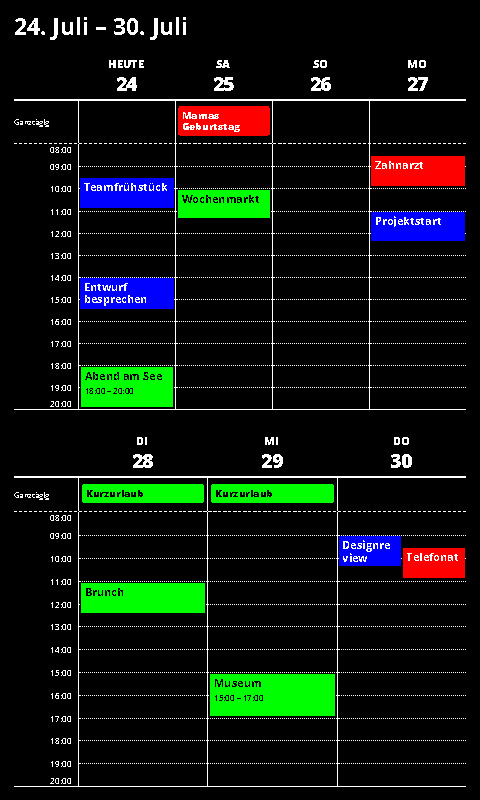 24. Juli – 30. Juli
HEUTE
24
SA
25
SO
26
MO
27
Ganztägig
Mamas
Geburtstag
08:00
09:00
10:00
11:00
12:00
13:00
14:00
15:00
16:00
17:00
18:00
19:00
20:00
Teamfrühstück
Entwurf
besprechen
Abend am See
18:00 – 20:00
Wochenmarkt
Zahnarzt
Projektstart
DI
28
MI
29
DO
30
Ganztägig
Kurzurlaub
Kurzurlaub
08:00
09:00
10:00
11:00
12:00
13:00
14:00
15:00
16:00
17:00
18:00
19:00
20:00
Brunch
Museum
15:00 – 17:00
Designre
view
Telefonat